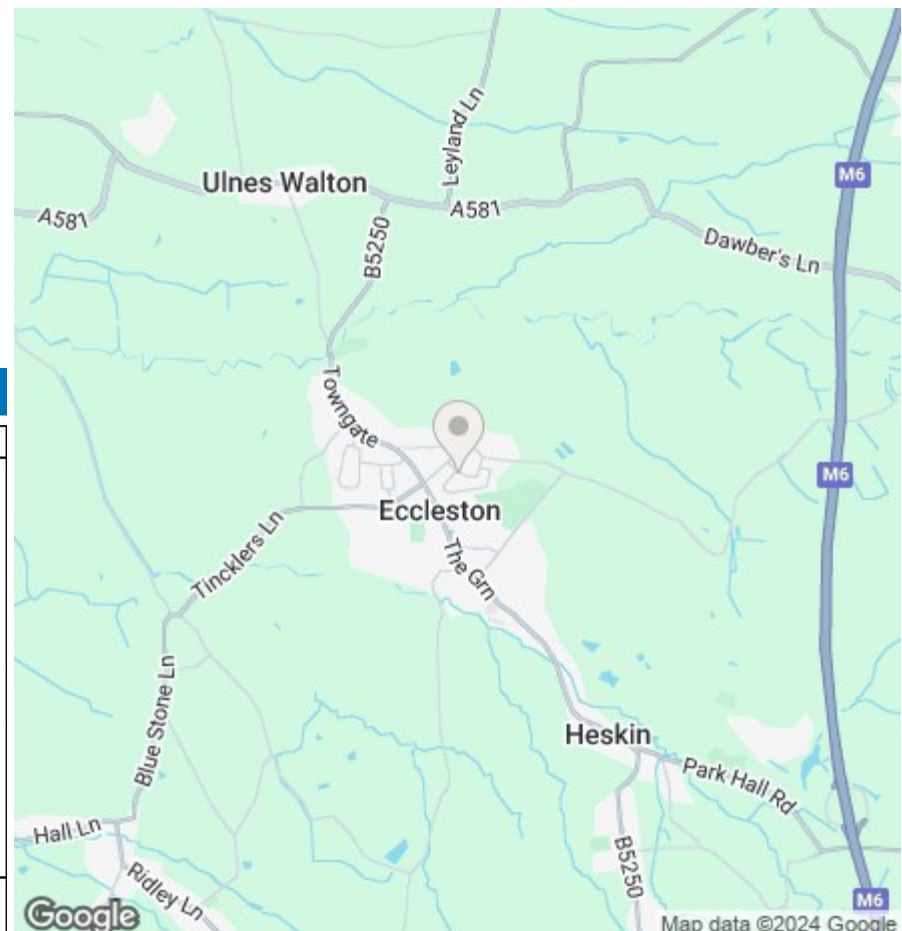 Leyland Ln
M6
Ulnes Walton
A581
A581
B5250
Dawber's Ln
Towngate
M6
Eccleston
Tincklers Ln
The Grn
Blue Stone Ln
Heskin
Park Hall Rd
Hall Ln
B5250
Ridley Ln
M6
Google
Map data ©2024 Google